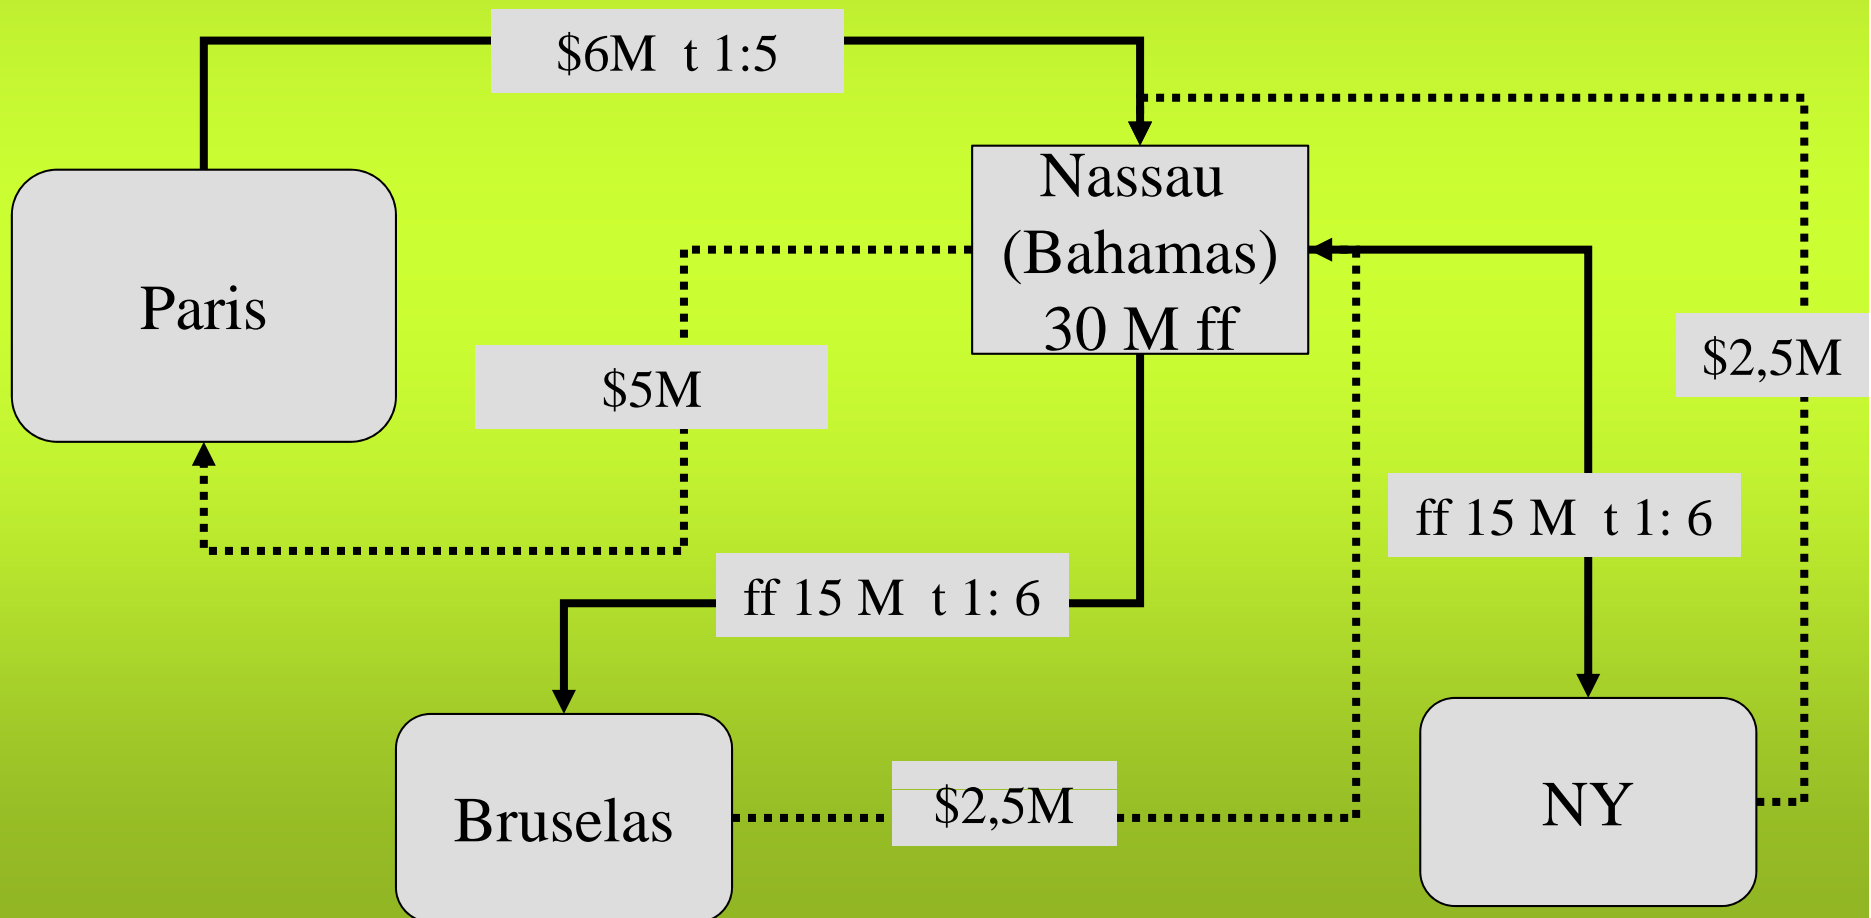 $6M  t 1:5
Nassau
(Bahamas)
30 M ff
Paris
$5M
$2,5M
ff 15 M  t 1: 6
ff 15 M  t 1: 6
$2,5M
Bruselas
NY